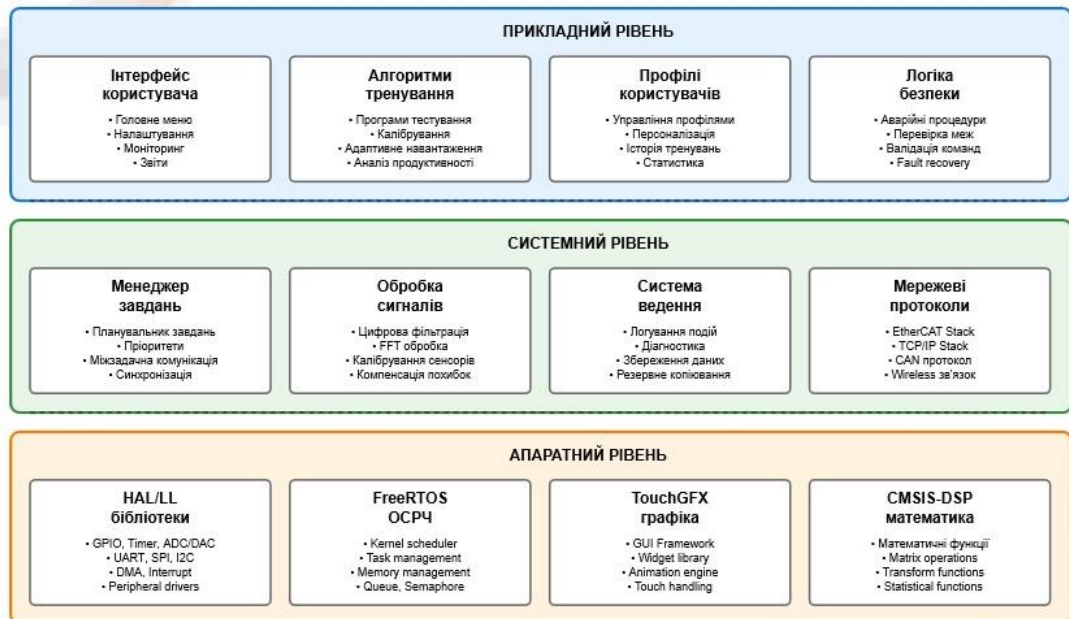 ПРИКЛАДНИЙ РІВЕНЬ
Інтерфейс
користувача
• Головне меню
• Налаштування
• Моніторинг
• Звіти
Алгоритми
тренування
• Програми тестування
• Калібрування
• Адаптивне навантаження
• Аналіз продуктивності
Профілі
користувачів
• Управління профілями
• Персоналізація
• Історія тренувань
• Статистика
Логіка
безпеки
• Аварійні процедури
• Перевірка меж
• Валідація команд
• Fault recovery
СИСТЕМНИЙ РІВЕНЬ
Менеджер
завдань
• Планувальник завдань
• Пріоритети
• Міжзадачна комунікація
• Синхронізація
Обробка
сигналів
• Цифрова фільтрація
• FFT обробка
• Калібрування сенсорів
• Компенсація похибок
Система
ведення
• Логування подій
• Діагностика
• Збереження даних
• Резервне копіювання
Мережеві
протоколи
• EtherCAT Stack
• TCP/IP Stack
• CAN протокол
• Wireless зв'язок
АПАРАТНИЙ РІВЕНЬ
HAL/LL
бібліотеки
• GPIO, Timer, ADC/DAC
• UART, SPI, I2C
• DMA, Interrupt
• Peripheral drivers
FreeRTOS
ОСРЧ
• Kernel scheduler
• Task management
• Memory management
• Queue, Semaphore
TouchGFX
графіка
• GUI Framework
• Widget library
• Animation engine
• Touch handling
CMSIS-DSP
математика
• Математичні функції
• Matrix operations
• Transform functions
• Statistical functions